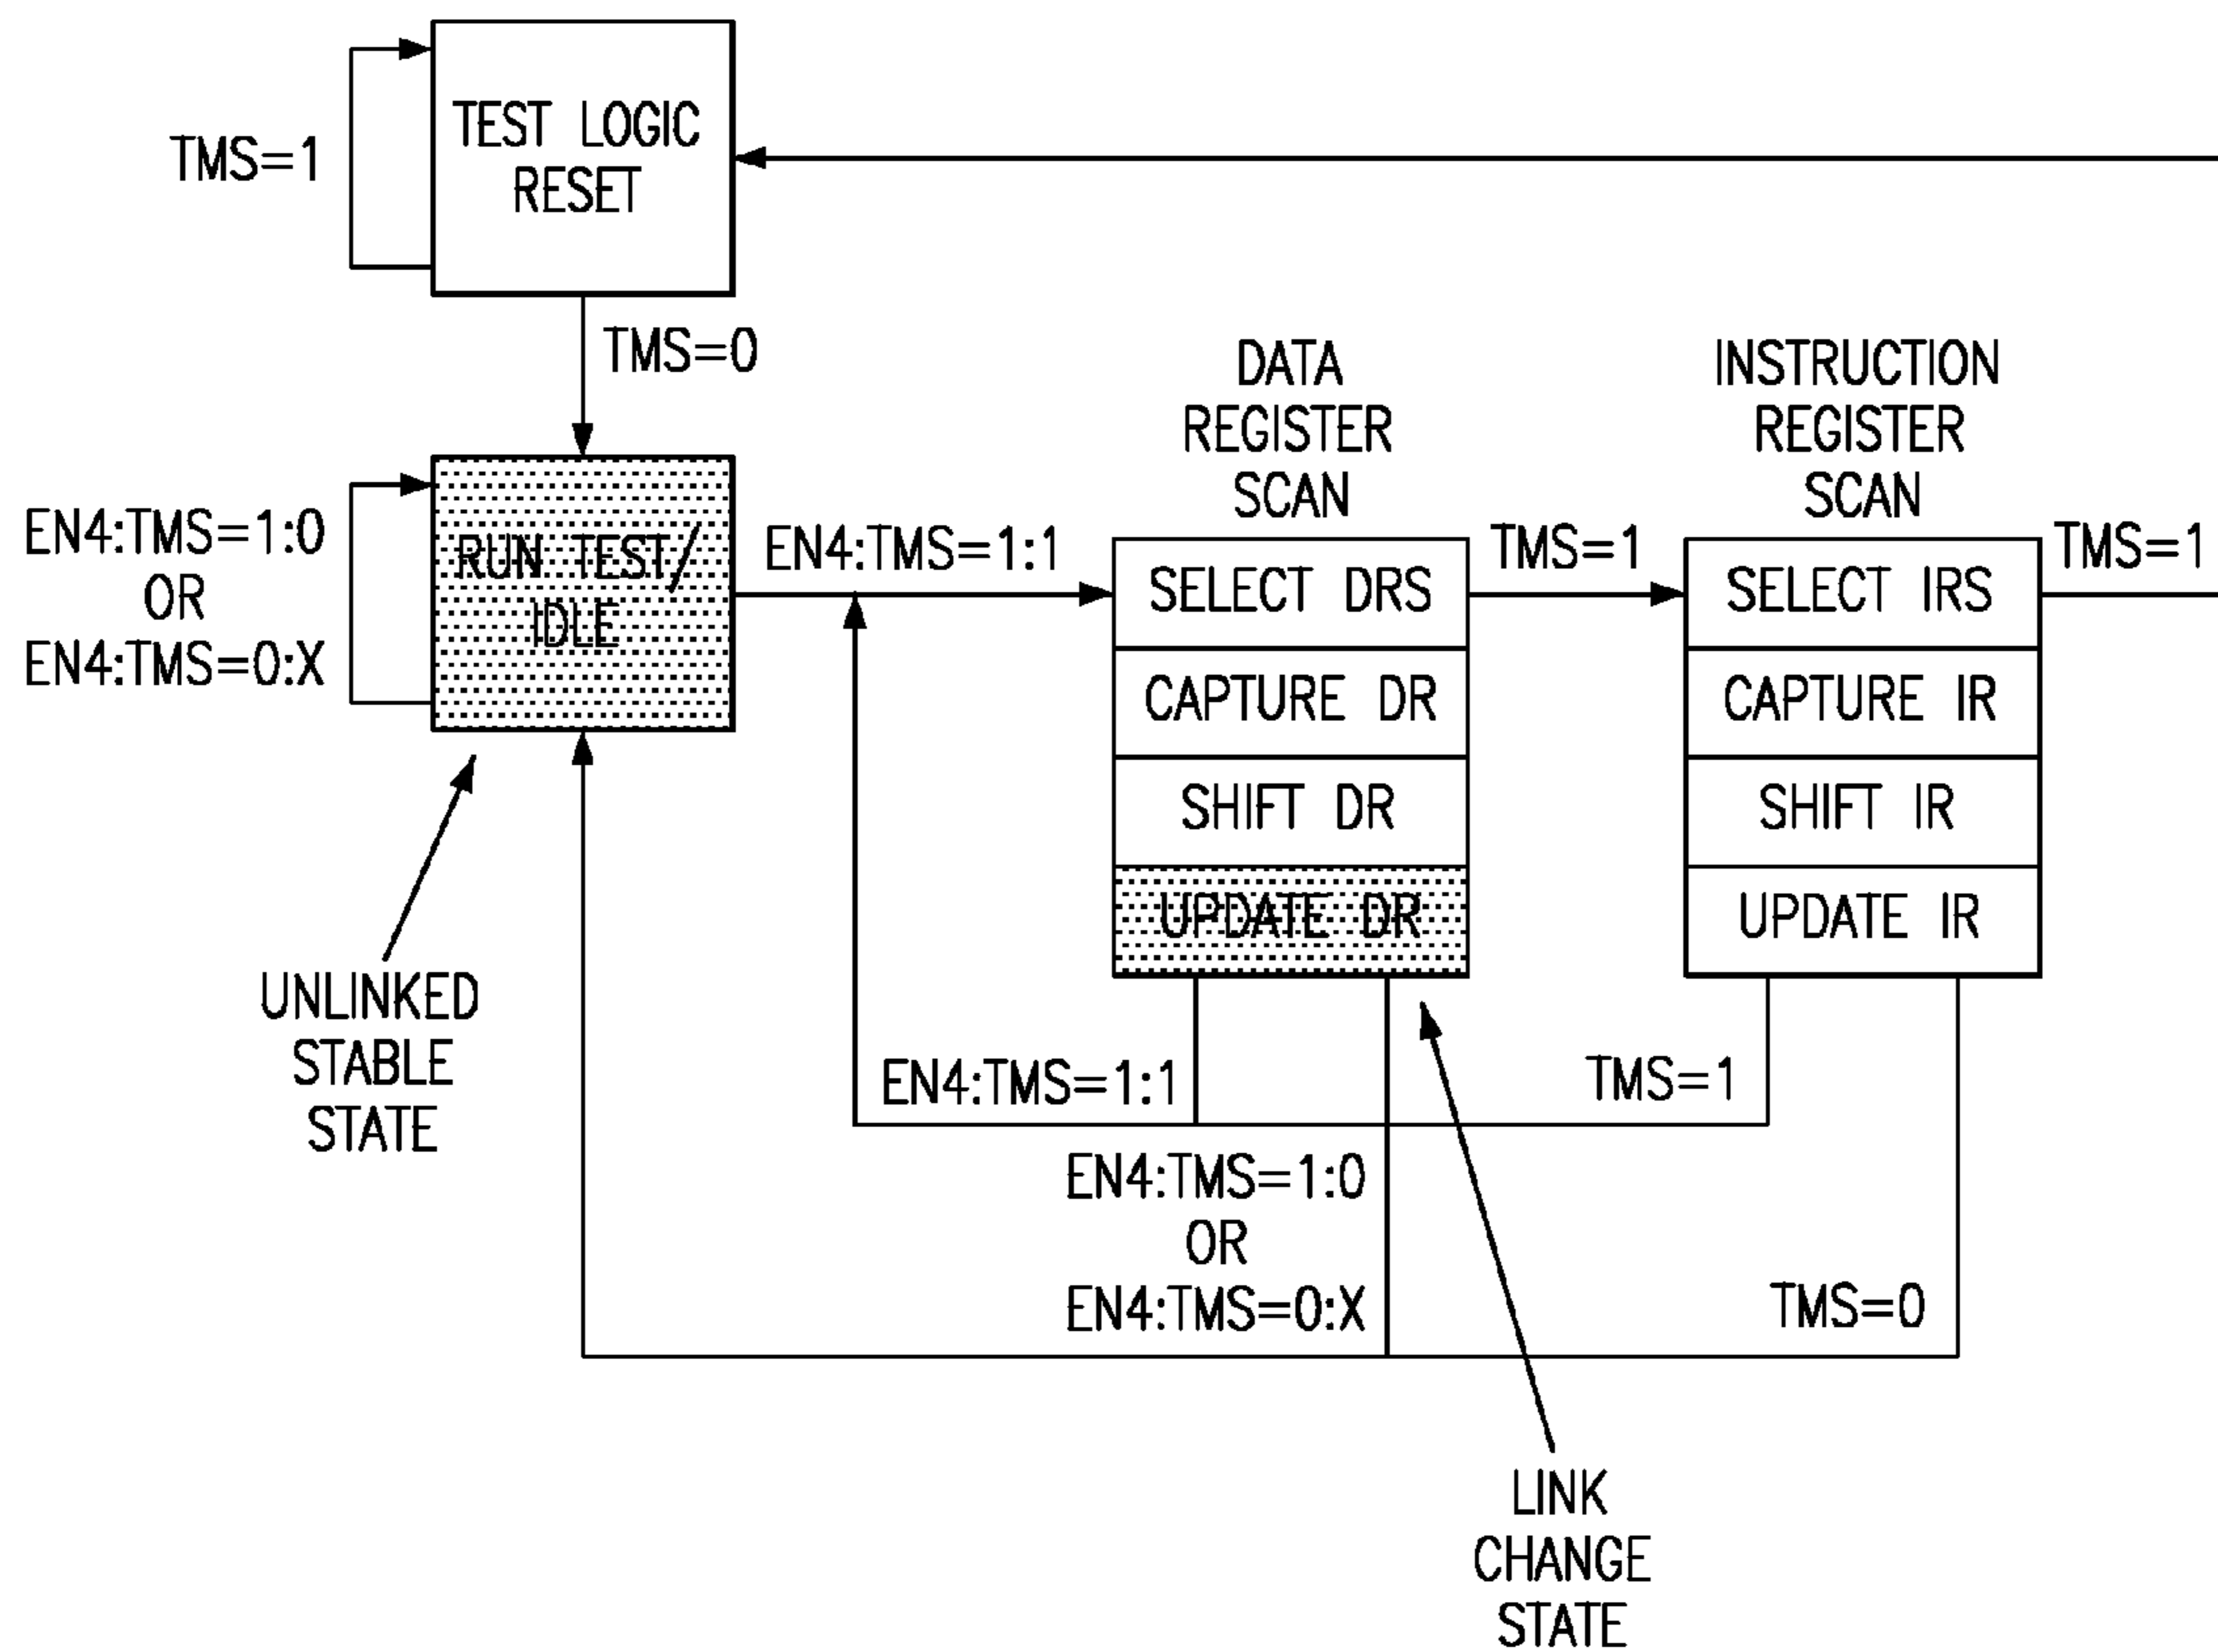 TEST LOGIC
RESET
TMS=1
TMS=0
DATA
REGISTER
SCAN
INSTRUCTION
REGISTER
SCAN
EN4:TMS=1:0
OR
EN4:TMS=0:X
RUN TEST/
IDLE
EN4:TMS=1:1
SELECT DRS
CAPTURE DR
SHIFT DR
UPDATE DR
TMS=1
SELECT IRS
CAPTURE IR
SHIFT IR
UPDATE IR
TMS=1
UNLINKED
STABLE
STATE
EN4:TMS=1:1
TMS=1
EN4:TMS=1:0
OR
EN4:TMS=0:X
TMS=0
LINK
CHANGE
STATE